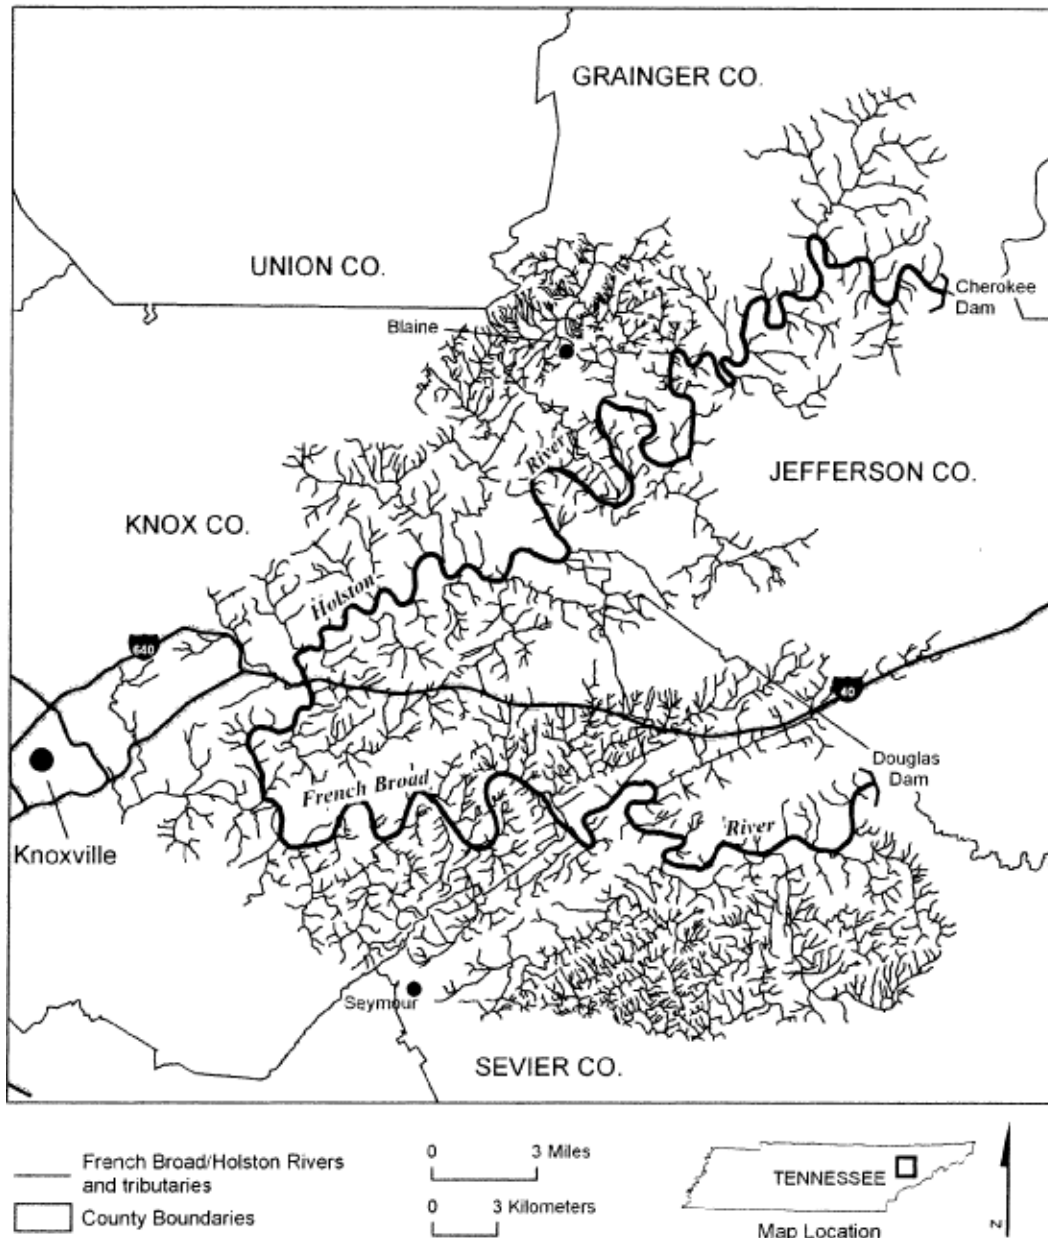 GRAINGER CO.
UNION CO.
Cherokee
Dam
Blaine
River
JEFFERSON CO.
KNOX CO.
Holston
640
40
Douglas
Dam
French Broad
River
Knoxville
Seymour
SEVIER CO.
French Broad/Holston Rivers
and tributaries
County Boundaries
0 3 Miles
0 3 Kilometers
TENNESSEE
Map Location
N